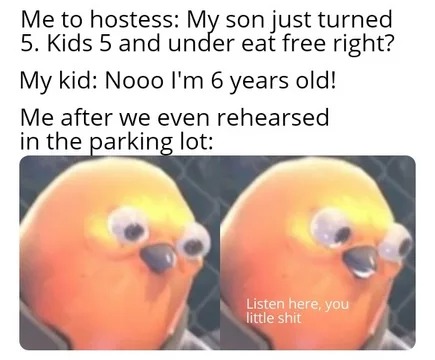 Me to hostess: My son just turned
5. Kids 5 and under eat free right?
My kid: Nooo I'm 6 years old!
Me after we even rehearsed
in the parking lot:
Listen here, you
little shit